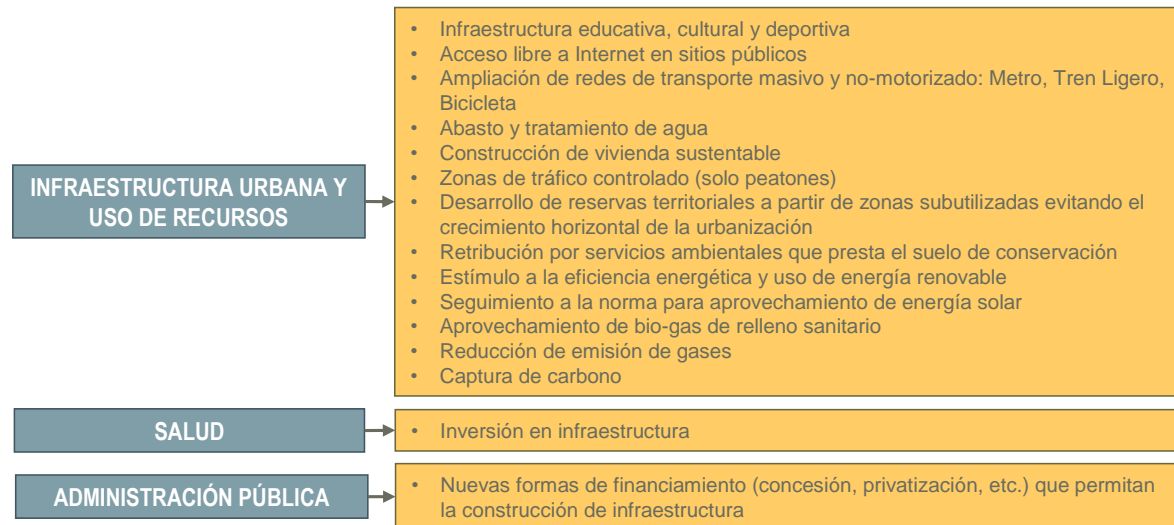 INFRAESTRUCTURA URBANA Y
USO DE RECURSOS
• Infraestructura educativa, cultural y deportiva
• Acceso libre a Internet en sitios públicos
• Ampliación de redes de transporte masivo y no-motorizado: Metro, Tren Ligero,
Bicicleta
• Abasto y tratamiento de agua
• Construcción de vivienda sustentable
• Zonas de tráfico controlado (solo peatones)
• Desarrollo de reservas territoriales a partir de zonas subutilizadas evitando el
crecimiento horizontal de la urbanización
• Retribución por servicios ambientales que presta el suelo de conservación
• Estímulo a la eficiencia energética y uso de energía renovable
• Seguimiento a la norma para aprovechamiento de energía solar
• Aprovechamiento de bio-gas de relleno sanitario
• Reducción de emisión de gases
• Captura de carbono
SALUD
• Inversión en infraestructura
ADMINISTRACIÓN PÚBLICA
• Nuevas formas de financiamiento (concesión, privatización, etc.) que permitan
la construcción de infraestructura